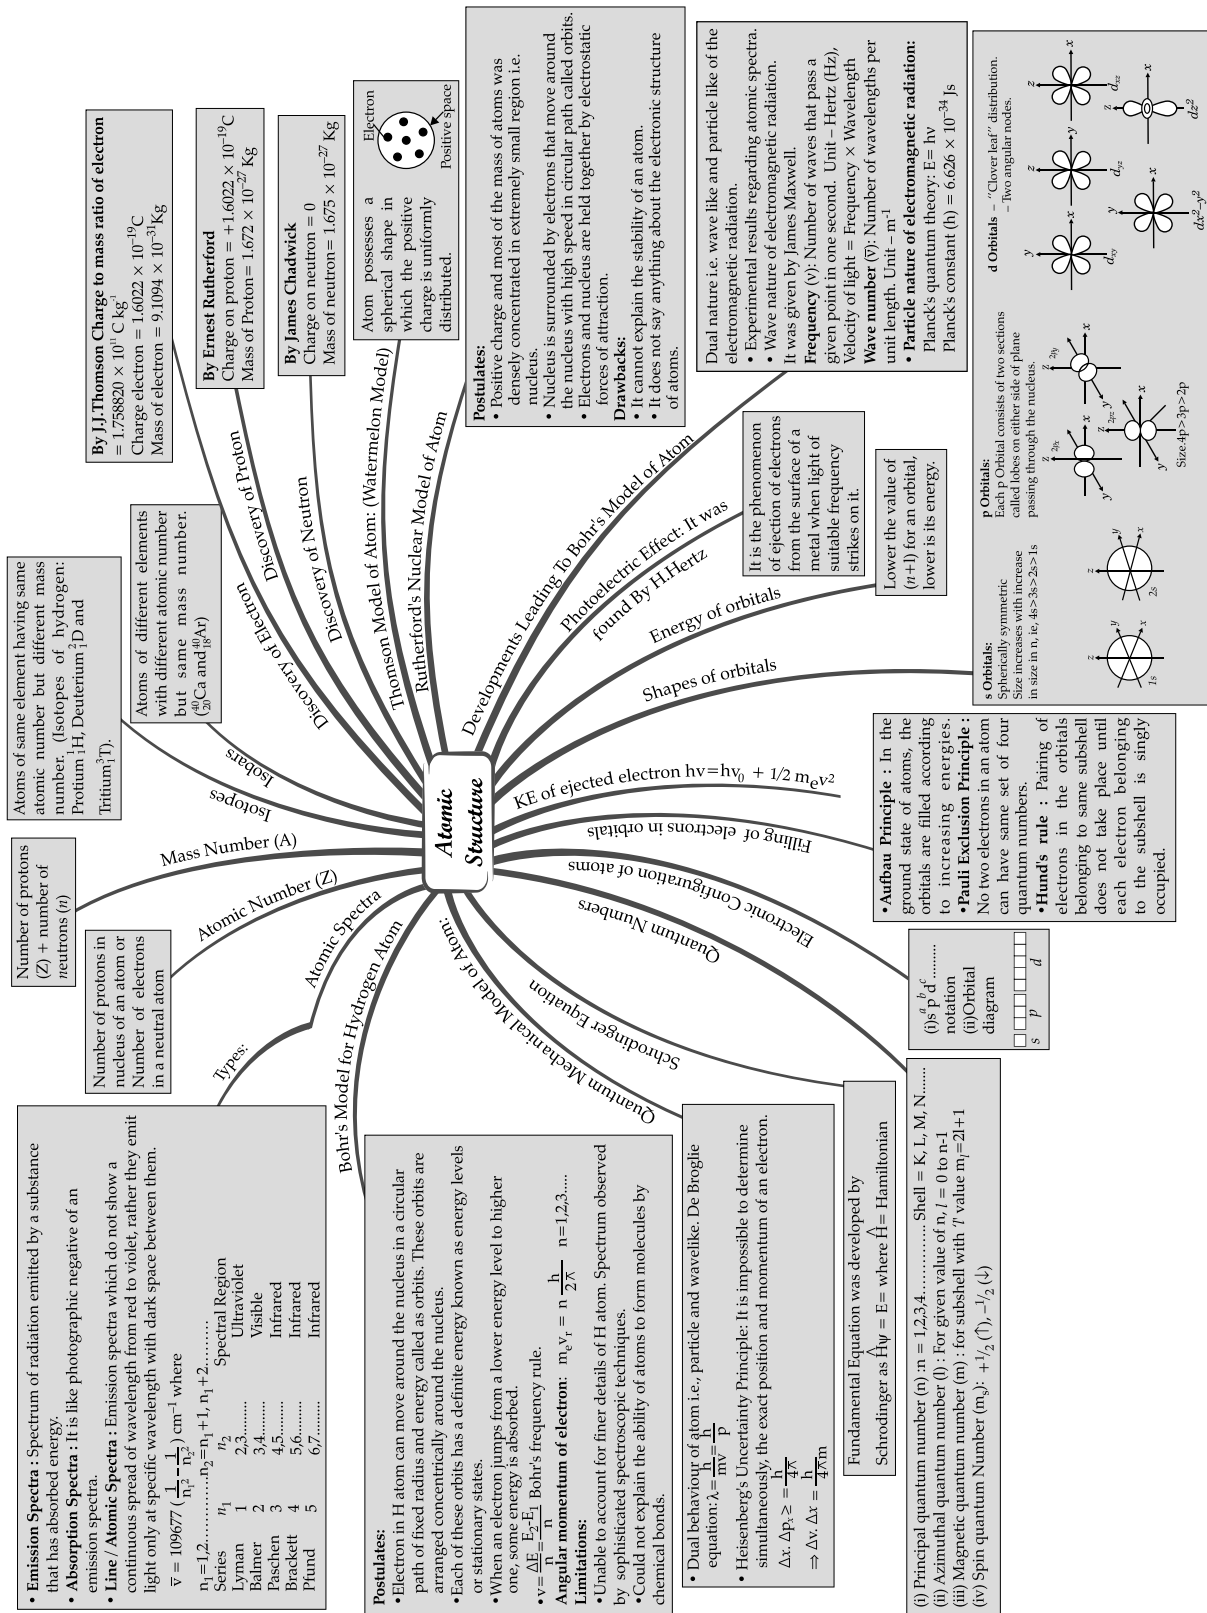 Atomic
Structure
Discovery of Electron
By J.J.Thomson Charge to mass ratio of electron
= 1.758820 × 10¹¹ C kg⁻¹
Charge electron = 1.6022 × 10⁻¹⁹C
Mass of electron = 9.1094 × 10⁻³¹Kg
Discovery of Proton
By Ernest Rutherford
Charge on proton = +1.6022 × 10⁻¹⁹C
Mass of Proton= 1.672 × 10⁻²⁷ Kg
Discovery of Neutron
By James Chadwick
Charge on neutron = 0
Mass of neutron= 1.675 × 10⁻²⁷ Kg
Thomson Model of Atom: (Watermelon Model)
Atom possesses a
spherical shape in
which the positive
charge is uniformly
distributed.
Electron
Positive space
Rutherford's Nuclear Model of Atom
Postulates:
• Positive charge and most of the mass of atoms was
densely concentrated in extremely small region i.e.
nucleus.
• Nucleus is surrounded by electrons that move around
the nucleus with high speed in circular path called orbits.
• Electrons and nucleus are held together by electrostatic
forces of attraction.
Drawbacks:
• It cannot explain the stability of an atom.
• It does not say anything about the electronic structure
of atoms.
Developments Leading To Bohr's Model of Atom
Dual nature i.e. wave like and particle like of the
electromagnetic radiation.
• Experimental results regarding atomic spectra.
• Wave nature of electromagnetic radiation.
It was given by James Maxwell.
Frequency (ν): Number of waves that pass a
given point in one second. Unit – Hertz (Hz),
Velocity of light = Frequency × Wavelength
Wave number (ν̅): Number of wavelengths per
unit length. Unit – m⁻¹
• Particle nature of electromagnetic radiation:
Planck's quantum theory: E= hν
Planck's constant (h) = 6.626 × 10⁻³⁴ Js
Photoelectric Effect: It was
found By H.Hertz
It is the phenomenon
of ejection of electrons
from the surface of a
metal when light of
suitable frequency
strikes on it.
Energy of orbitals
Lower the value of
(n+l) for an orbital,
lower is its energy.
Shapes of orbitals
s Orbitals:
Spherically symmetric
Size increases with increase
in size in n, ie, 4s>3s>2s>1s
z
y
x
1s
z
y
x
2s
p Orbitals:
Each p Orbital consists of two sections
called lobes on either side of plane
passing through the nucleus.
z
2px
x
y
z
2py
x
y
z
2pz
x
y
Size.4p>3p>2p
d Orbitals – "Clover leaf" distribution.
– Two angular nodes.
y
x
dxy
z
y
dyz
z
x
dxz
y
x
dx²–y²
z
x
dz²
KE of ejected electron hν=hν₀ + 1/2 mₑv²
Filling of electrons in orbitals
• Aufbau Principle : In the
ground state of atoms, the
orbitals are filled according
to increasing energies.
• Pauli Exclusion Principle :
No two electrons in an atom
can have same set of four
quantum numbers.
• Hund's rule : Pairing of
electrons in the orbitals
belonging to same subshell
does not take place until
each electron belonging
to the subshell is singly
occupied.
Electronic Configuration of atoms
(i)sᵃpᵇdᶜ..........
notation
(ii)Orbital
diagram
s p d
Quantum Numbers
(i) Principal quantum number (n) :n = 1,2,3,4.................. Shell = K, L, M, N.......
(ii) Azimuthal quantum number (l) : For given value of n, l = 0 to n-1
(iii) Magnetic quantum number (m) : for subshell with 'l' value mₗ=2l+1
(iv) Spin quantum Number (mₛ): +¹/₂ (↑), –¹/₂ (↓)
Schrodinger Equation
Fundamental Equation was developed by
Schrodinger as Ĥψ = E= where Ĥ= Hamiltonian
Quantum Mechanical Model of Atom:
• Dual behaviour of atom i.e., particle and wavelike. De Broglie
equation: λ= h/mv = h/p
• Heisenberg's Uncertainty Principle: It is impossible to determine
simultaneously, the exact position and momentum of an electron.
Δx. Δpₓ ≥ = h/4π
⇒ Δv. Δx = h/4πm
Bohr's Model for Hydrogen Atom
Postulates:
•Electron in H atom can move around the nucleus in a circular
path of fixed radius and energy called as orbits. These orbits are
arranged concentrically around the nucleus.
•Each of these orbits has a definite energy known as energy levels
or stationary states.
•When an electron jumps from a lower energy level to higher
one, some energy is absorbed.
•ν= ΔE/n = E₂-E₁/n Bohr's frequency rule.
Angular momentum of electron: mₑvᵣ = n h/2π n=1,2,3.....
Limitations:
•Unable to account for finer details of H atom. Spectrum observed
by sophisticated spectroscopic techniques.
•Could not explain the ability of atoms to form molecules by
chemical bonds.
Atomic Spectra
Types:
• Emission Spectra : Spectrum of radiation emitted by a substance
that has absorbed energy.
• Absorption Spectra : It is like photographic negative of an
emission spectra.
• Line / Atomic Spectra : Emission spectra which do not show a
continuous spread of wavelength from red to violet, rather they emit
light only at specific wavelength with dark space between them.
ν̅ = 109677 ( 1/n₁² – 1/n₂² ) cm⁻¹ where
n₁=1,2..............n₂=n₁+1, n₁+2..........
Series n₁ n₂ Spectral Region
Lyman 1 2,3......... Ultraviolet
Balmer 2 3,4......... Visible
Paschen 3 4,5......... Infrared
Brackett 4 5,6......... Infrared
Pfund 5 6,7......... Infrared
Atomic Number (Z)
Number of protons in
nucleus of an atom or
Number of electrons
in a neutral atom
Mass Number (A)
Number of protons
(Z) + number of
neutrons (n)
Isotopes
Atoms of same element having same
atomic number but different mass
number. (Isotopes of hydrogen:
Protium ¹₁H, Deuterium ²₁D and
Tritium ³₁T).
Isobars
Atoms of different elements
with different atomic number
but same mass number.
(⁴⁰₂₀Ca and ⁴⁰₁₈Ar)